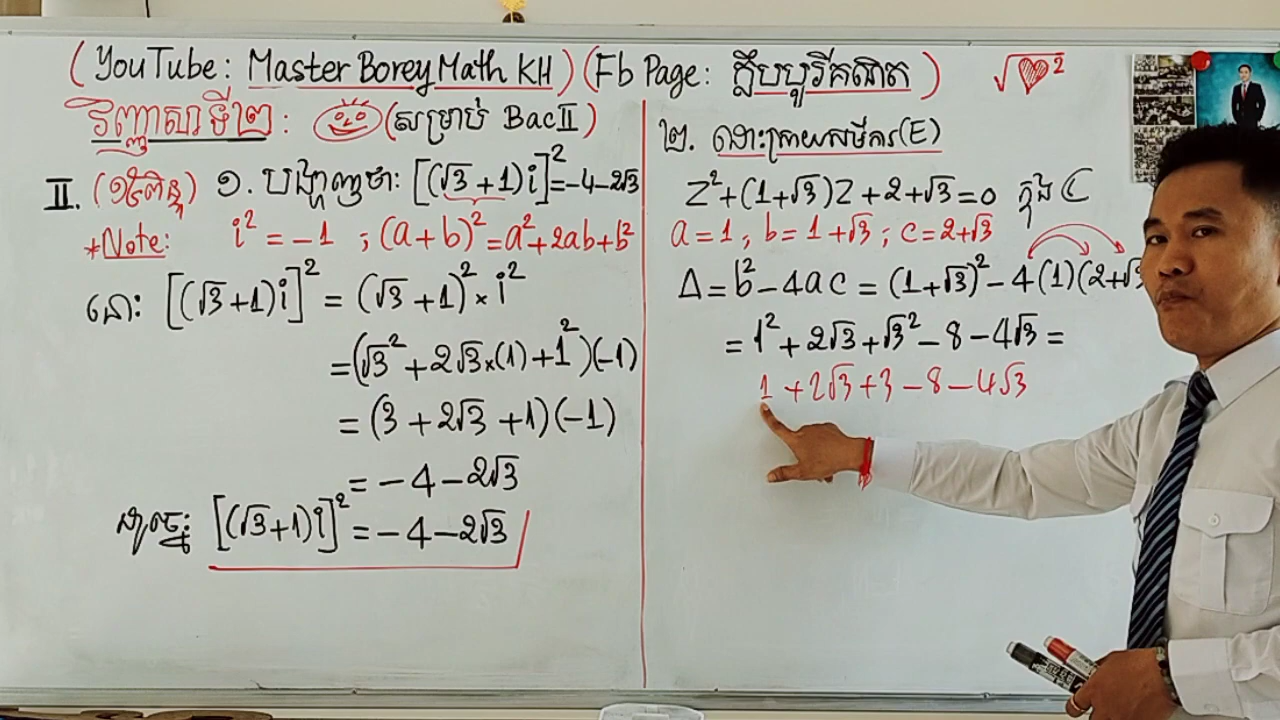 (YouTube: Master Borey Math KH) (Fb Page: ក្លឹបបូរីគណិត) √♥²
វិញ្ញាសាទី២: (សម្រាប់ BacII)
II. (១៥ពិន្ទុ) ១. បង្ហាញថា: [(√3+1)i]² = -4-2√3
*Note: i² = -1 ; (a+b)² = a²+2ab+b²
នោះ [(√3+1)i]² = (√3+1)² × i²
= (√3² + 2√3×(1) + 1²)(-1)
= (3 + 2√3 + 1)(-1)
= -4 - 2√3
ដូចនេះ: [(√3+1)i]² = -4-2√3
២. ដោះស្រាយសមីការ (E)
Z² + (1+√3)Z + 2+√3 = 0 ក្នុង ℂ
a = 1 ; b = 1+√3 ; c = 2+√3
Δ = b² - 4ac = (1+√3)² - 4(1)(2+√3
= 1² + 2√3 + √3² - 8 - 4√3 =
1 + 2√3 + 3 - 8 - 4√3